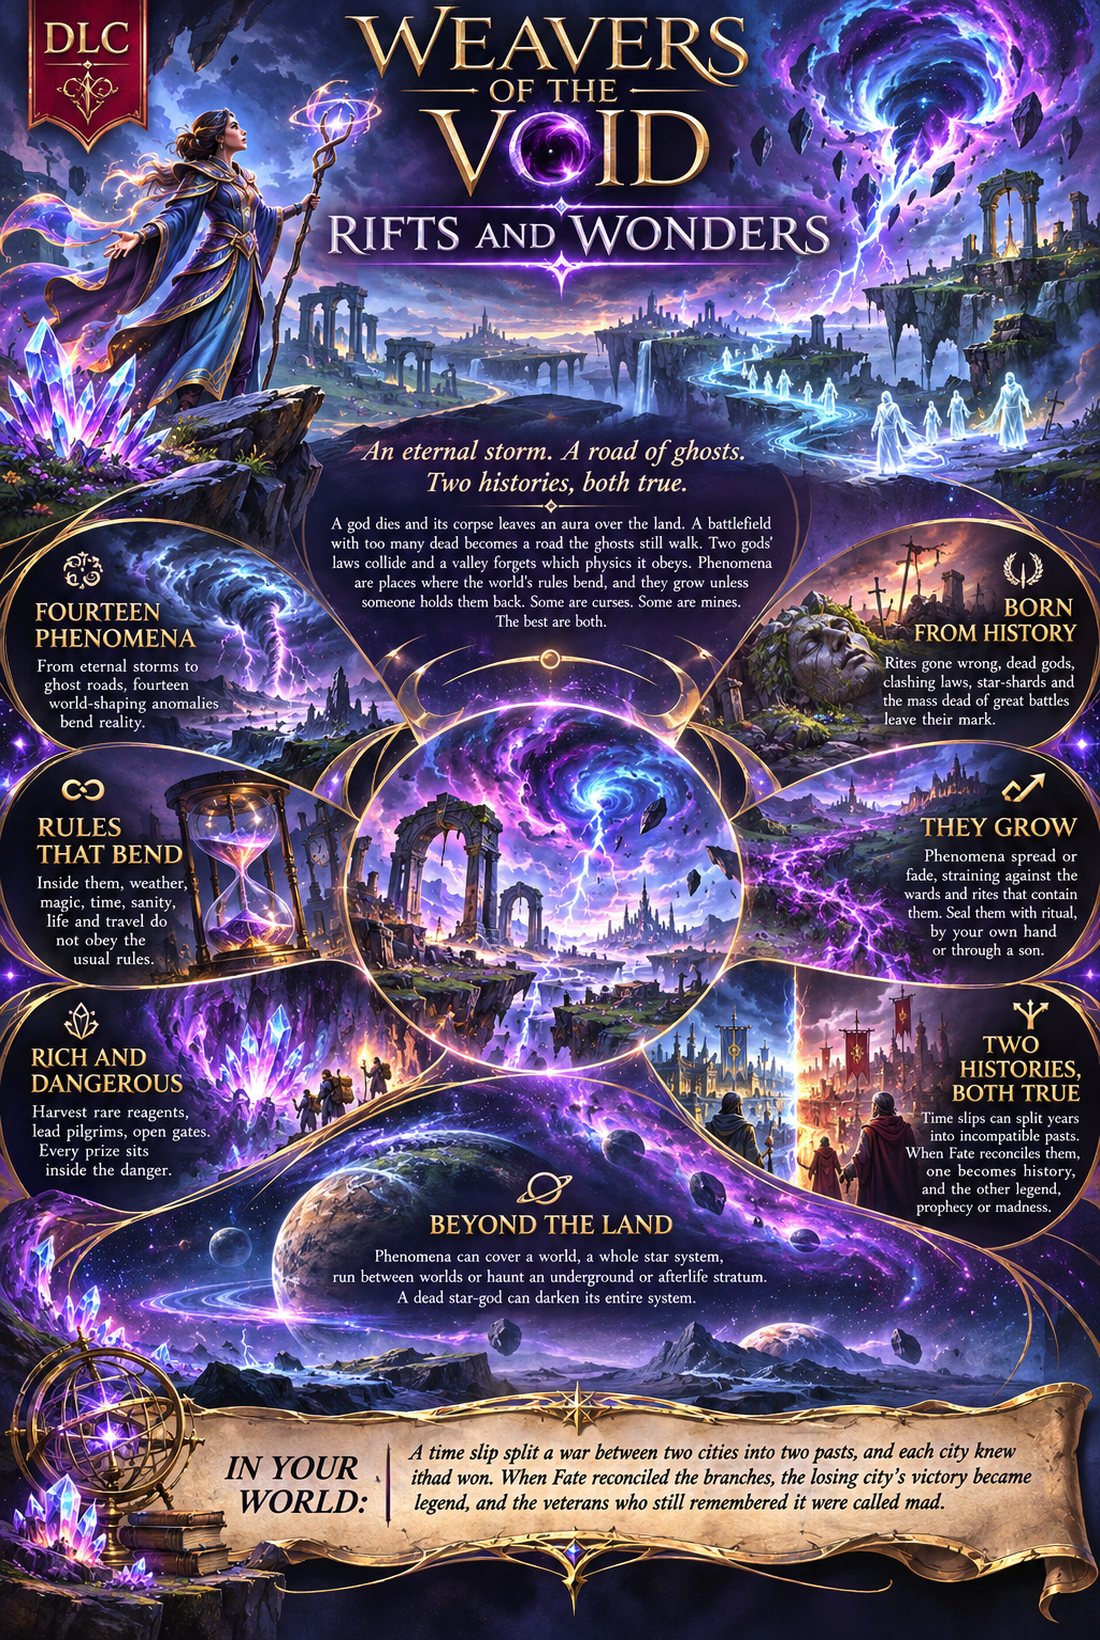 DLC
WEAVERS
OF THE
VOID
RIFTS AND WONDERS
An eternal storm. A road of ghosts.
Two histories, both true.
A god dies and its corpse leaves an aura over the land. A battlefield
with too many dead becomes a road the ghosts still walk. Two gods'
laws collide and a valley forgets which physics it obeys. Phenomena
are places where the world's rules bend, and they grow unless
someone holds them back. Some are curses. Some are mines.
The best are both.
FOURTEEN
PHENOMENA
From eternal storms to
ghost roads, fourteen
world-shaping anomalies
bend reality.
BORN
FROM HISTORY
Rites gone wrong, dead gods,
clashing laws, star-shards and
the mass dead of great battles
leave their mark.
RULES
THAT BEND
Inside them, weather,
magic, time, sanity,
life and travel do
not obey the
usual rules.
THEY GROW
Phenomena spread or
fade, straining against the
wards and rites that contain
them. Seal them with ritual,
by your own hand
or through a son.
RICH AND
DANGEROUS
Harvest rare reagents,
lead pilgrims, open gates.
Every prize sits
inside the danger.
TWO
HISTORIES,
BOTH TRUE
Time slips can split years
into incompatible pasts.
When Fate reconciles them,
one becomes history,
and the other legend,
prophecy or madness.
BEYOND THE LAND
Phenomena can cover a world, a whole star system,
run between worlds or haunt an underground or afterlife stratum.
A dead star-god can darken its entire system.
IN YOUR
WORLD:
A time slip split a war between two cities into two pasts, and each city knew
ithad won. When Fate reconciled the branches, the losing city's victory became
legend, and the veterans who still remembered it were called mad.